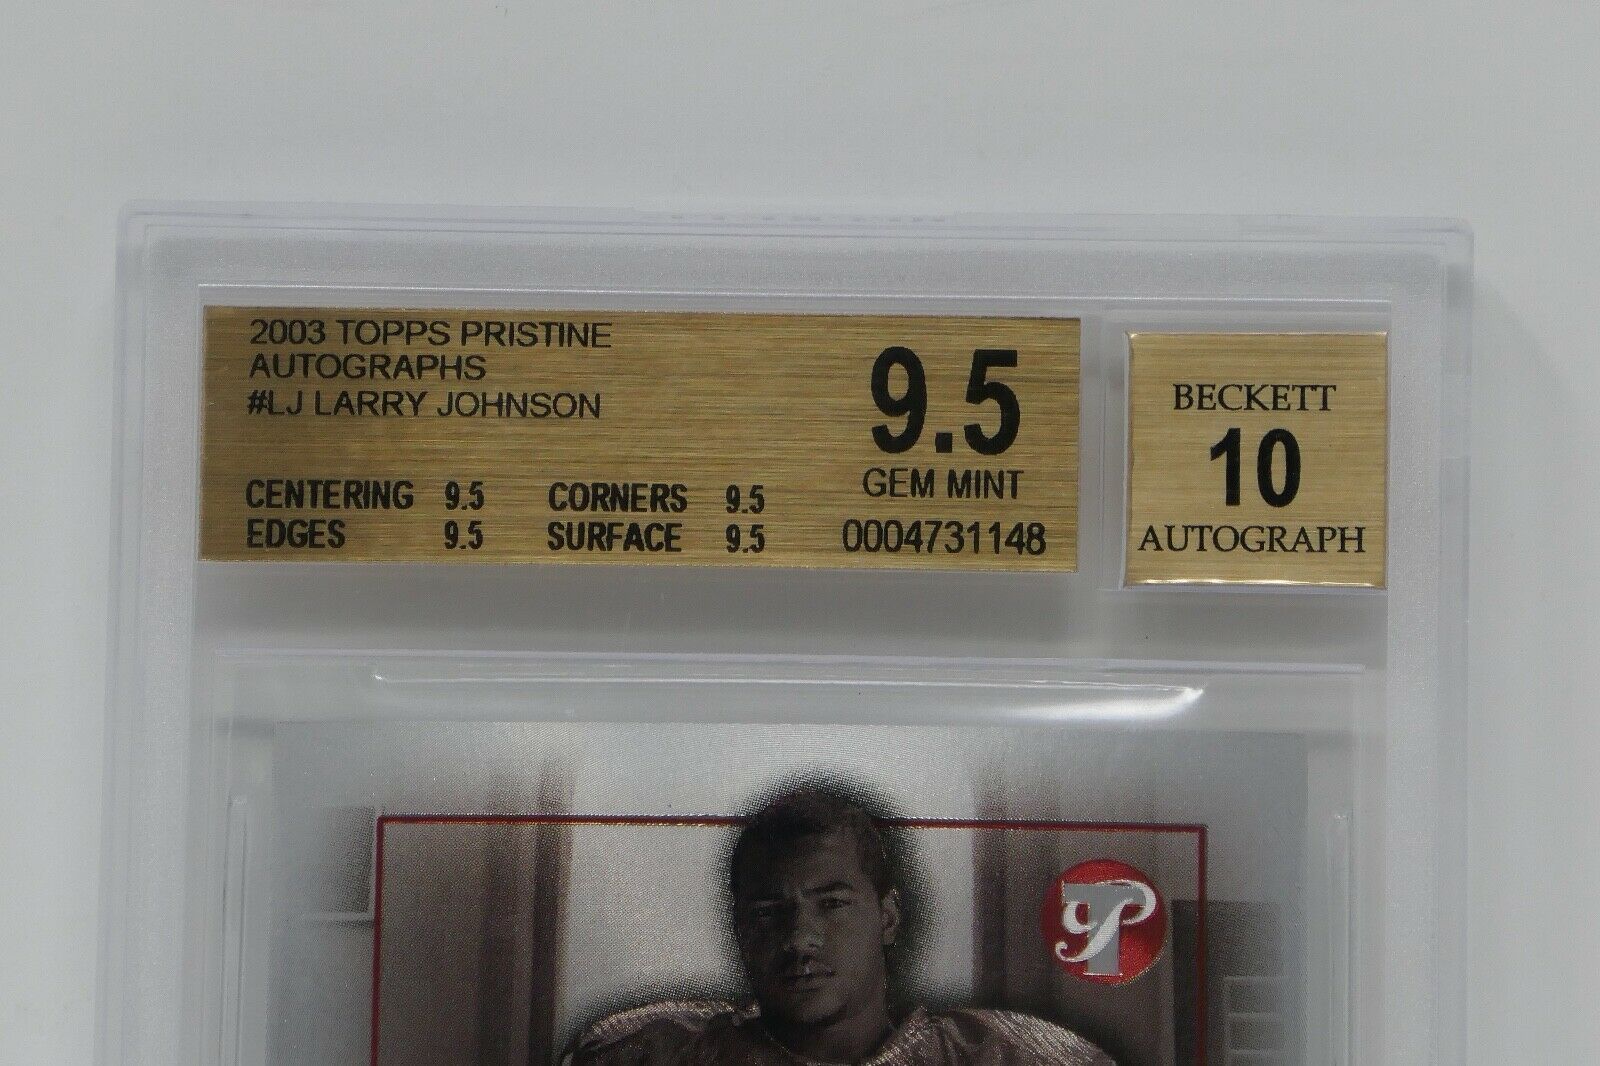 2003 TOPPS PRISTINE
AUTOGRAPHS
#LJ LARRY JOHNSON
9.5
GEM MINT
CENTERING 9.5 CORNERS 9.5
EDGES 9.5 SURFACE 9.5
0004731148
BECKETT
10
AUTOGRAPH
TP